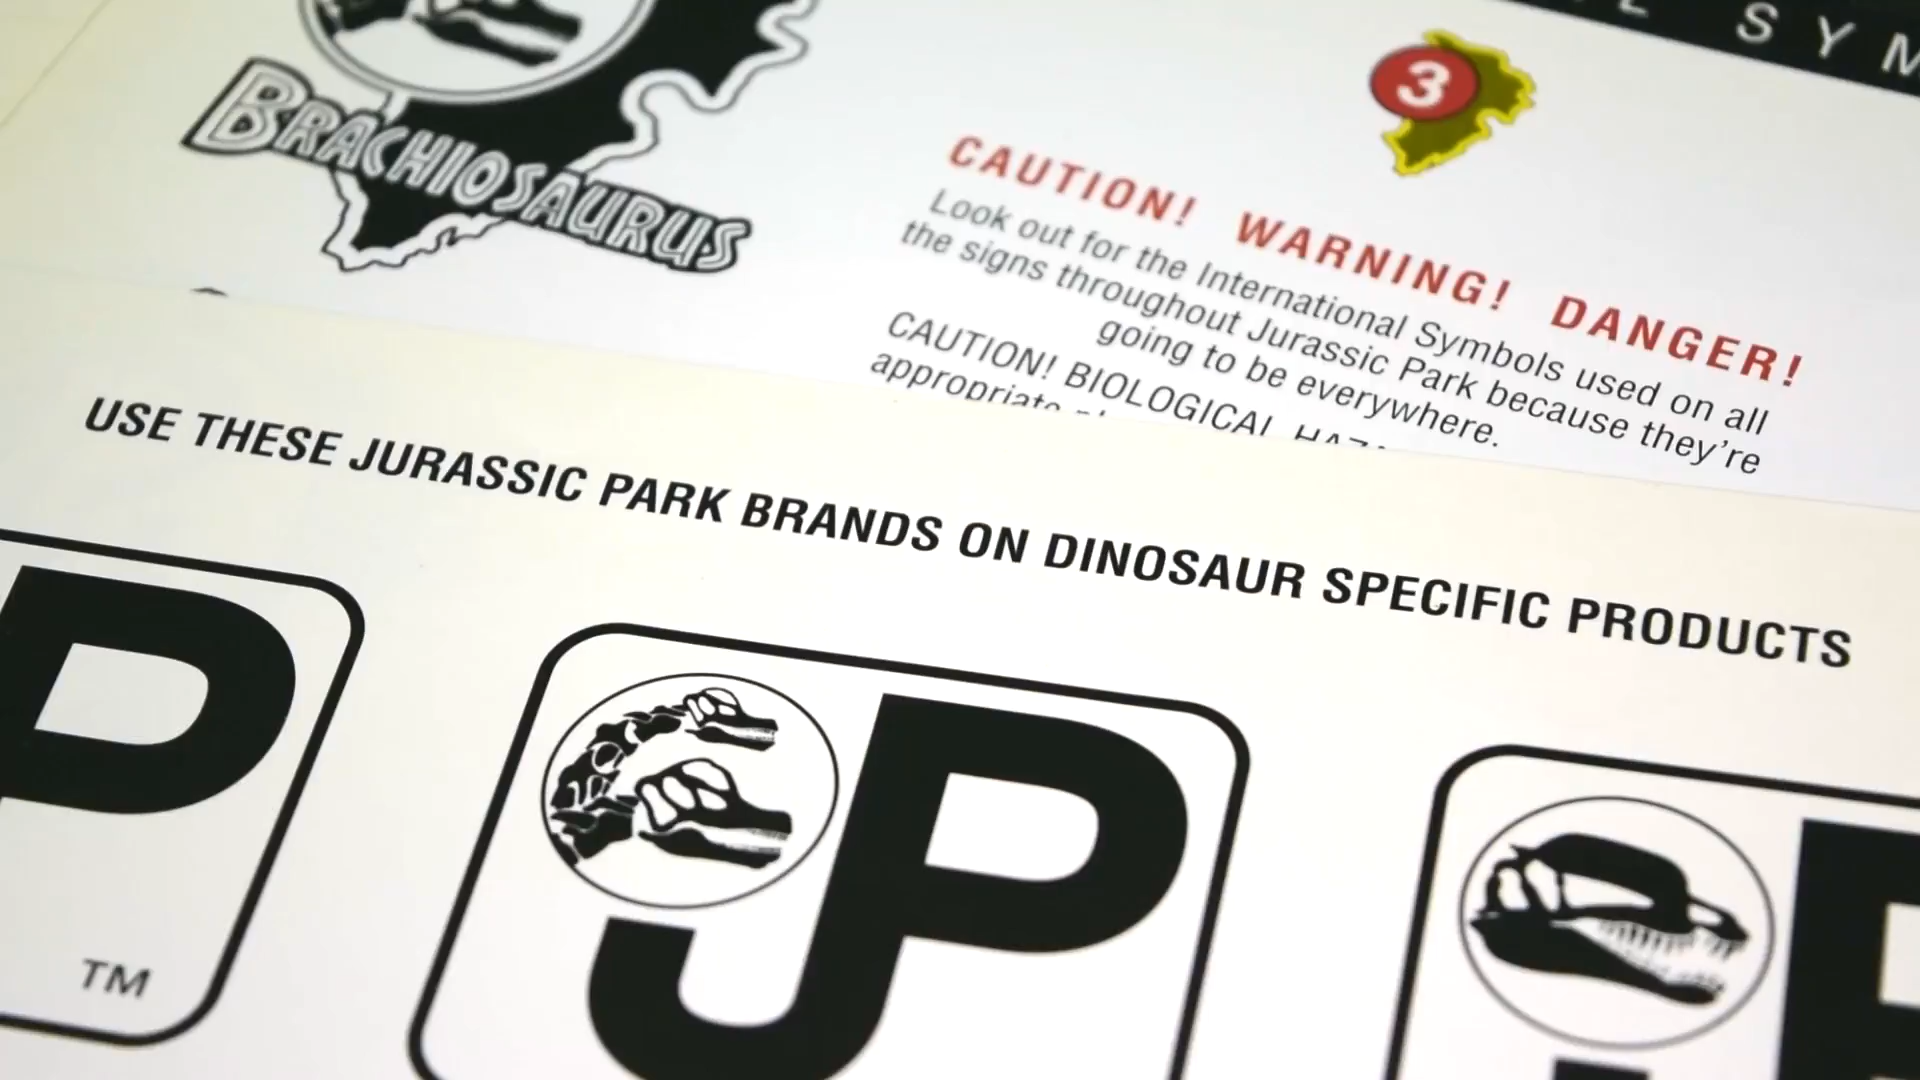 SYM
3
BRACHIOSAURUS
CAUTION! WARNING! DANGER!
Look out for the International Symbols used on all
the signs throughout Jurassic Park because they're
going to be everywhere.
CAUTION! BIOLOGICAL
appropriate
USE THESE JURASSIC PARK BRANDS ON DINOSAUR SPECIFIC PRODUCTS
P
TM
JP